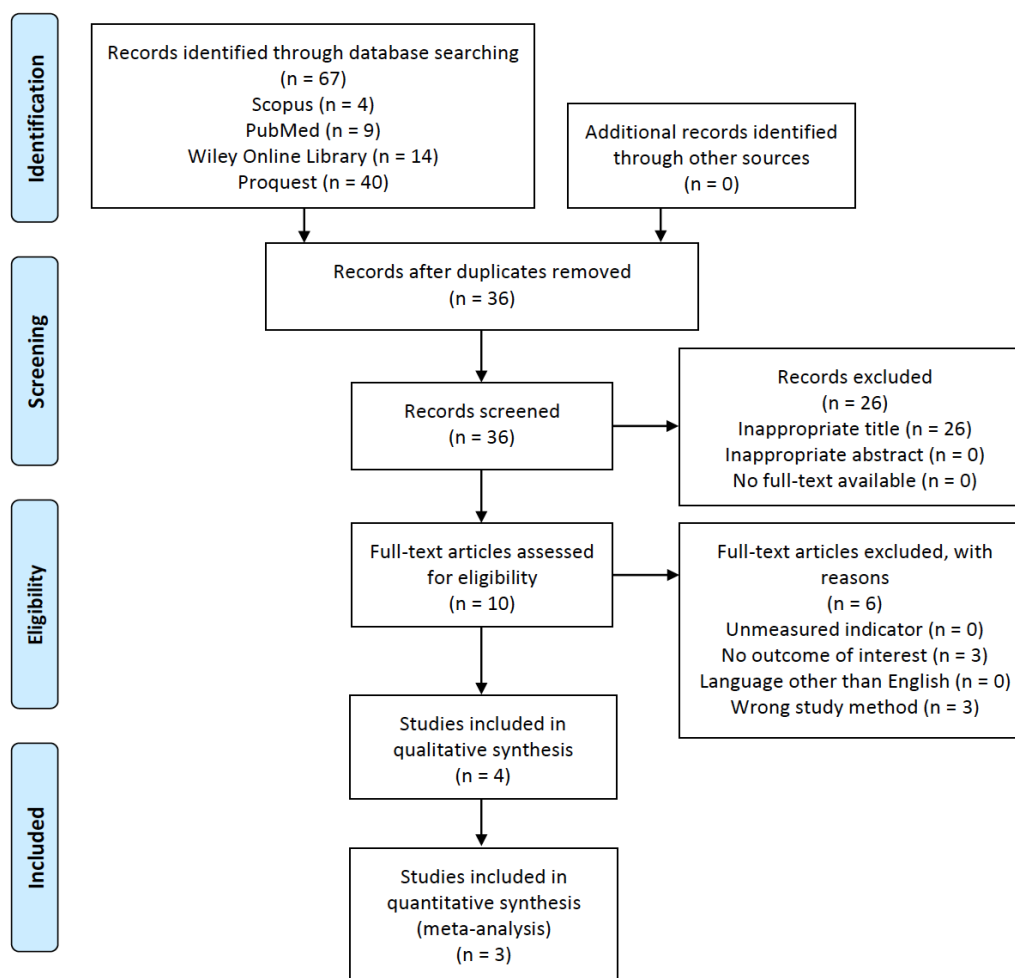 Identification
Records identified through database searching
(n = 67)
Scopus (n = 4)
PubMed (n = 9)
Wiley Online Library (n = 14)
Proquest (n = 40)
Additional records identified
through other sources
(n = 0)
Screening
Records after duplicates removed
(n = 36)
Records screened
(n = 36)
Records excluded
(n = 26)
Inappropriate title (n = 26)
Inappropriate abstract (n = 0)
No full-text available (n = 0)
Eligibility
Full-text articles assessed
for eligibility
(n = 10)
Full-text articles excluded, with
reasons
(n = 6)
Unmeasured indicator (n = 0)
No outcome of interest (n = 3)
Language other than English (n = 0)
Wrong study method (n = 3)
Studies included in
qualitative synthesis
(n = 4)
Included
Studies included in
quantitative synthesis
(meta-analysis)
(n = 3)